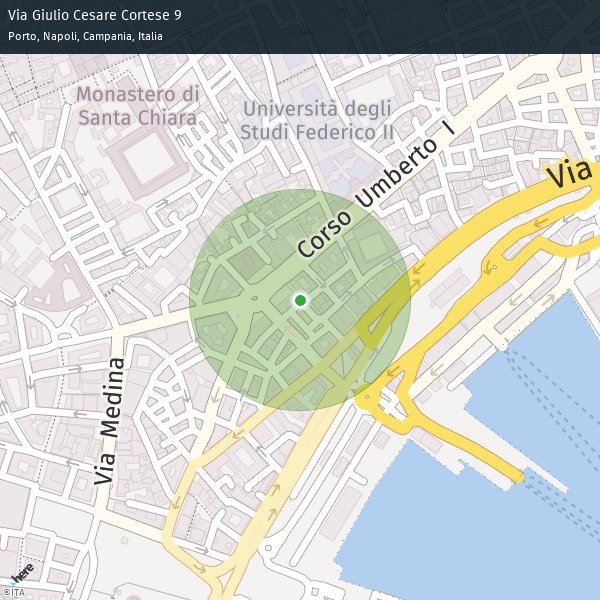 Via Giulio Cesare Cortese 9
Porto, Napoli, Campania, Italia
Monastero di
Santa Chiara
Università degli
Studi Federico II
Corso Umberto I
Via
Via Medina
here
©ITA